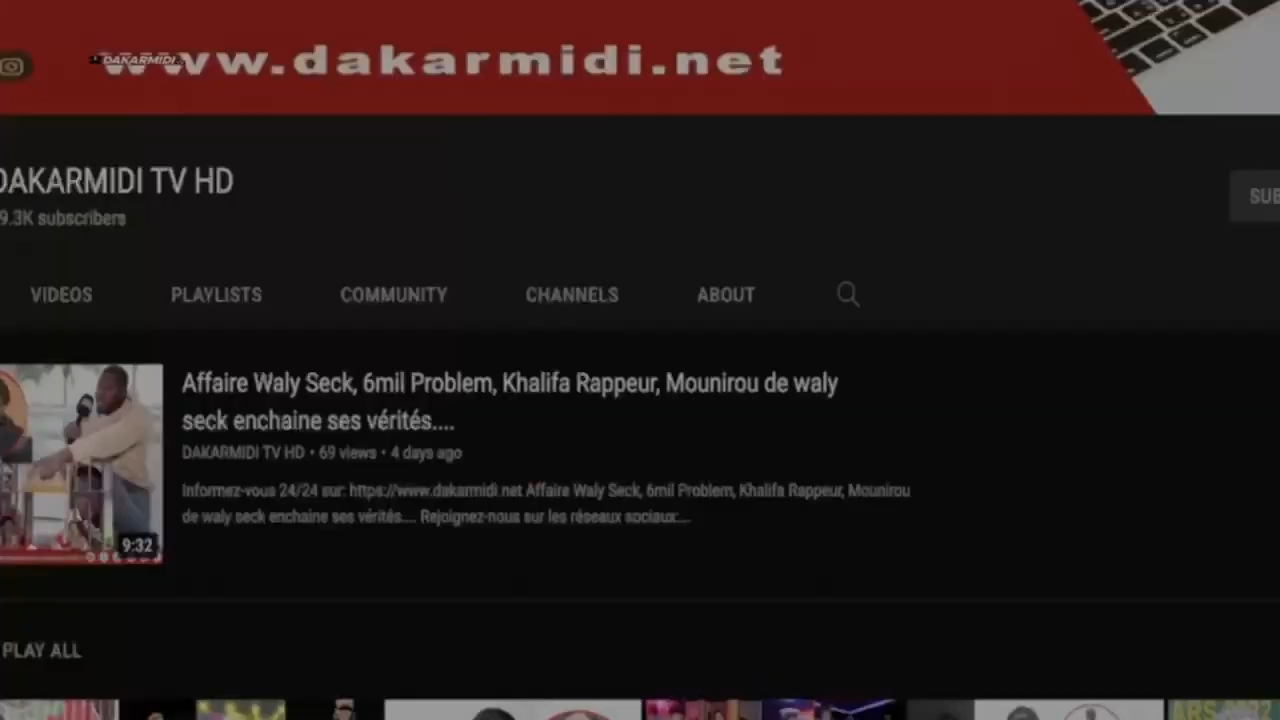 DAKARMIDI
www.dakarmidi.net
DAKARMIDI TV HD
9.3K subscribers
SUB
VIDEOS
PLAYLISTS
COMMUNITY
CHANNELS
ABOUT
Affaire Waly Seck, 6mil Problem, Khalifa Rappeur, Mounirou de waly
seck enchaine ses vérités....
DAKARMIDI TV HD • 69 views • 4 days ago
Informez-vous 24/24 sur: https://www.dakarmidi.net Affaire Waly Seck, 6mil Problem, Khalifa Rappeur, Mounirou
de waly seck enchaine ses vérités.... Rejoignez-nous sur les réseaux sociaux:...
9:32
PLAY ALL